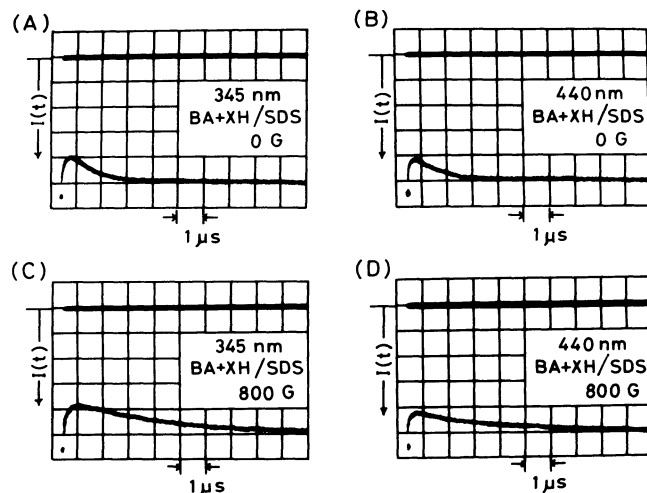 (A)
I(t)
345 nm
BA+XH/SDS
0 G
1 μs
(B)
I(t)
440 nm
BA+XH/SDS
0 G
1 μs
(C)
I(t)
345 nm
BA+XH/SDS
800 G
1 μs
(D)
I(t)
440 nm
BA+XH/SDS
800 G
1 μs